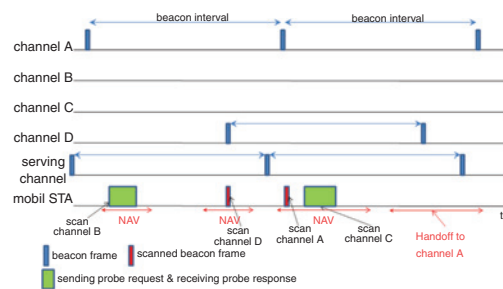 beacon interval beacon interval
channel A
channel B
channel C
channel D
serving
channel
mobil STA
t
scan
channel B
NAV
NAV
scan
channel D
NAV
scan
channel A
scan
channel C
Handoff to
channel A
beacon frame
scanned beacon frame
sending probe request & receiving probe response